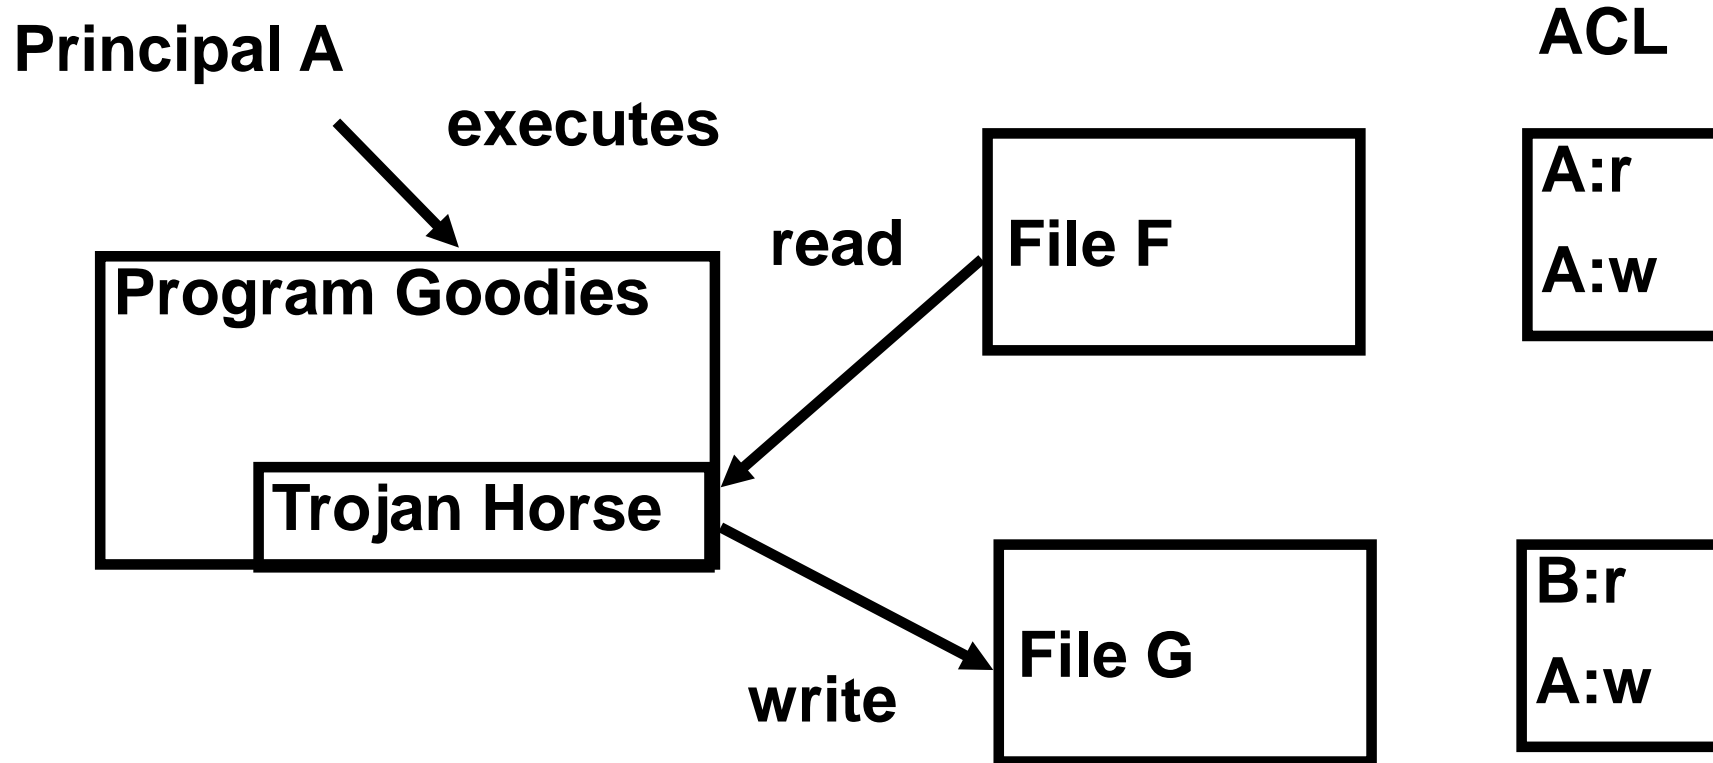 Principal A
executes
ACL
Program Goodies
read
File F
A:r
A:w
Trojan Horse
write
File G
B:r
A:w